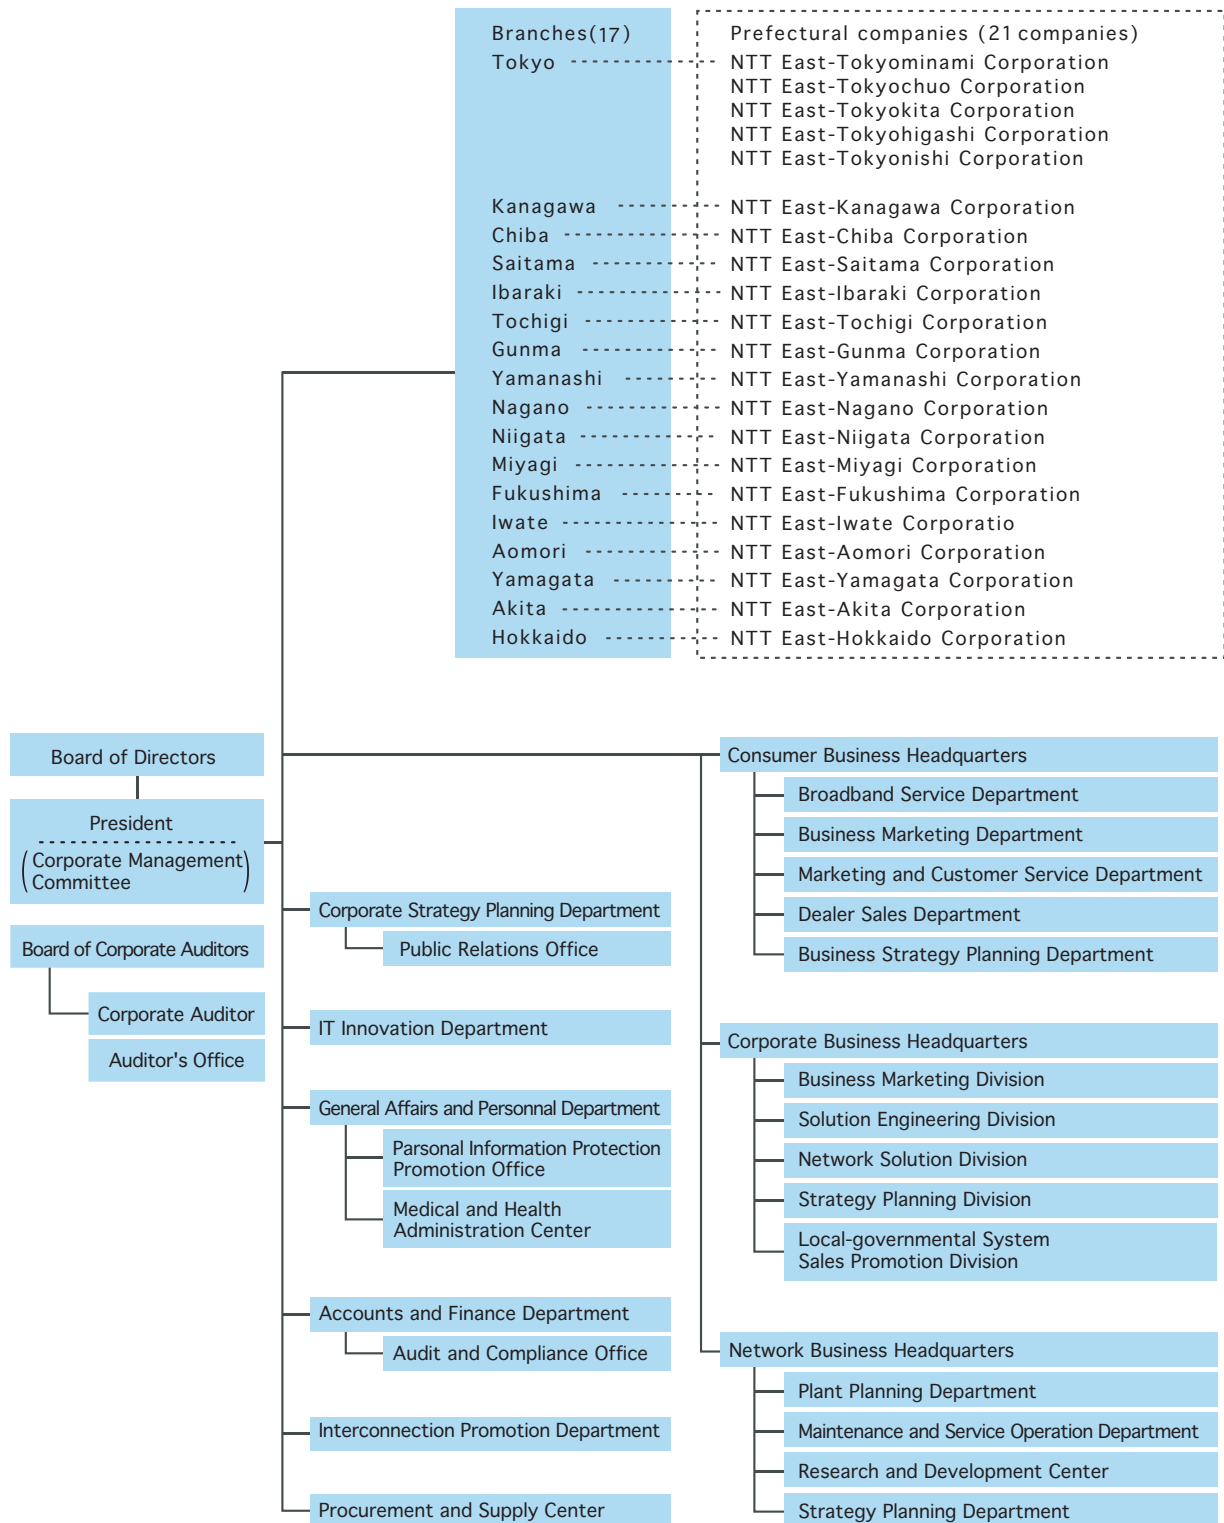 Branches(17)
Prefectural companies (21 companies)
Tokyo
NTT East-Tokyominami Corporation
NTT East-Tokyochuo Corporation
NTT East-Tokyokita Corporation
NTT East-Tokyohigashi Corporation
NTT East-Tokyonishi Corporation
Kanagawa
NTT East-Kanagawa Corporation
Chiba
NTT East-Chiba Corporation
Saitama
NTT East-Saitama Corporation
Ibaraki
NTT East-Ibaraki Corporation
Tochigi
NTT East-Tochigi Corporation
Gunma
NTT East-Gunma Corporation
Yamanashi
NTT East-Yamanashi Corporation
Nagano
NTT East-Nagano Corporation
Niigata
NTT East-Niigata Corporation
Miyagi
NTT East-Miyagi Corporation
Fukushima
NTT East-Fukushima Corporation
Iwate
NTT East-Iwate Corporatio
Aomori
NTT East-Aomori Corporation
Yamagata
NTT East-Yamagata Corporation
Akita
NTT East-Akita Corporation
Hokkaido
NTT East-Hokkaido Corporation
Board of Directors
President
(Corporate Management
Committee)
Board of Corporate Auditors
Corporate Auditor
Auditor's Office
Corporate Strategy Planning Department
Public Relations Office
IT Innovation Department
General Affairs and Personnal Department
Parsonal Information Protection
Promotion Office
Medical and Health
Administration Center
Accounts and Finance Department
Audit and Compliance Office
Interconnection Promotion Department
Procurement and Supply Center
Consumer Business Headquarters
Broadband Service Department
Business Marketing Department
Marketing and Customer Service Department
Dealer Sales Department
Business Strategy Planning Department
Corporate Business Headquarters
Business Marketing Division
Solution Engineering Division
Network Solution Division
Strategy Planning Division
Local-governmental System
Sales Promotion Division
Network Business Headquarters
Plant Planning Department
Maintenance and Service Operation Department
Research and Development Center
Strategy Planning Department